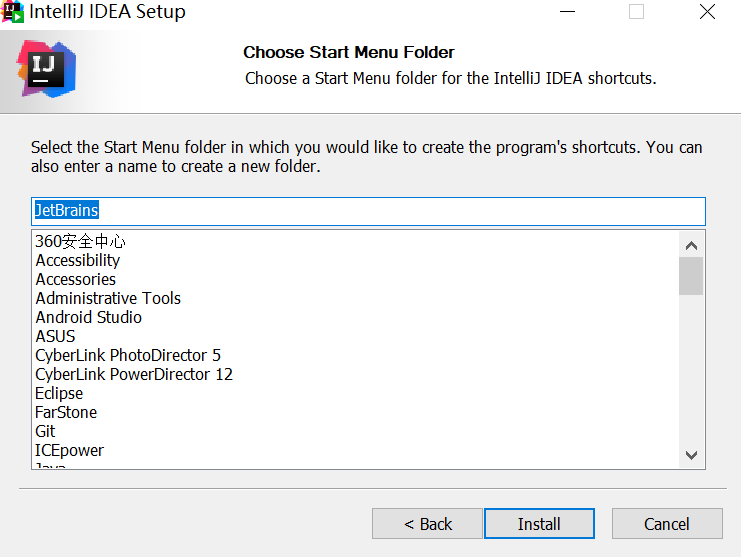 IntelliJ IDEA Setup
IJ
Choose Start Menu Folder
Choose a Start Menu folder for the IntelliJ IDEA shortcuts.
Select the Start Menu folder in which you would like to create the program's shortcuts. You can
also enter a name to create a new folder.
JetBrains
360安全中心
Accessibility
Accessories
Administrative Tools
Android Studio
ASUS
CyberLink PhotoDirector 5
CyberLink PowerDirector 12
Eclipse
FarStone
Git
ICEpower
Java
< Back
Install
Cancel